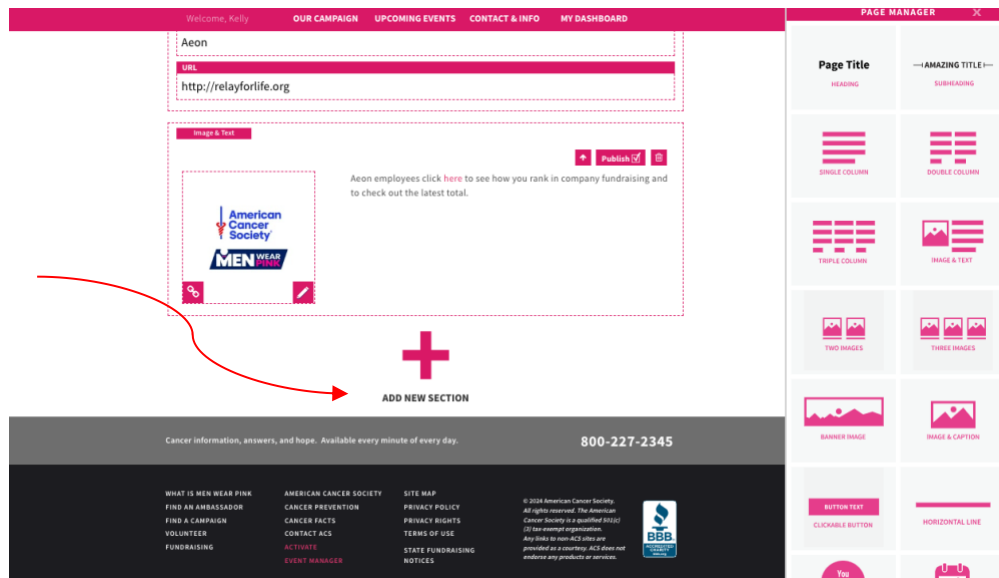 Welcome, Kelly
OUR CAMPAIGN
UPCOMING EVENTS
CONTACT & INFO
MY DASHBOARD
Aeon
URL
http://relayforlife.org
Image & Text
Publish
Aeon employees click here to see how you rank in company fundraising and
to check out the latest total.
American
Cancer
Society
MEN WEAR
PINK
ADD NEW SECTION
Cancer information, answers, and hope. Available every minute of every day.
800-227-2345
WHAT IS MEN WEAR PINK
FIND AN AMBASSADOR
FIND A CAMPAIGN
VOLUNTEER
FUNDRAISING
AMERICAN CANCER SOCIETY
CANCER PREVENTION
CANCER FACTS
CONTACT ACS
ACTIVATE
EVENT MANAGER
SITE MAP
PRIVACY POLICY
PRIVACY RIGHTS
TERMS OF USE
STATE FUNDRAISING
NOTICES
© 2024 American Cancer Society.
All rights reserved. The American
Cancer Society is a qualified 501(c)
(3) tax-exempt organization.
Any links to non-ACS sites are
provided as a courtesy. ACS does not
endorse any products or services.
BBB.
ACCREDITED
CHARITY
PAGE MANAGER
Page Title
HEADING
AMAZING TITLE
SUBHEADING
SINGLE COLUMN
DOUBLE COLUMN
TRIPLE COLUMN
IMAGE & TEXT
TWO IMAGES
THREE IMAGES
BANNER IMAGE
IMAGE & CAPTION
BUTTON TEXT
CLICKABLE BUTTON
HORIZONTAL LINE
You